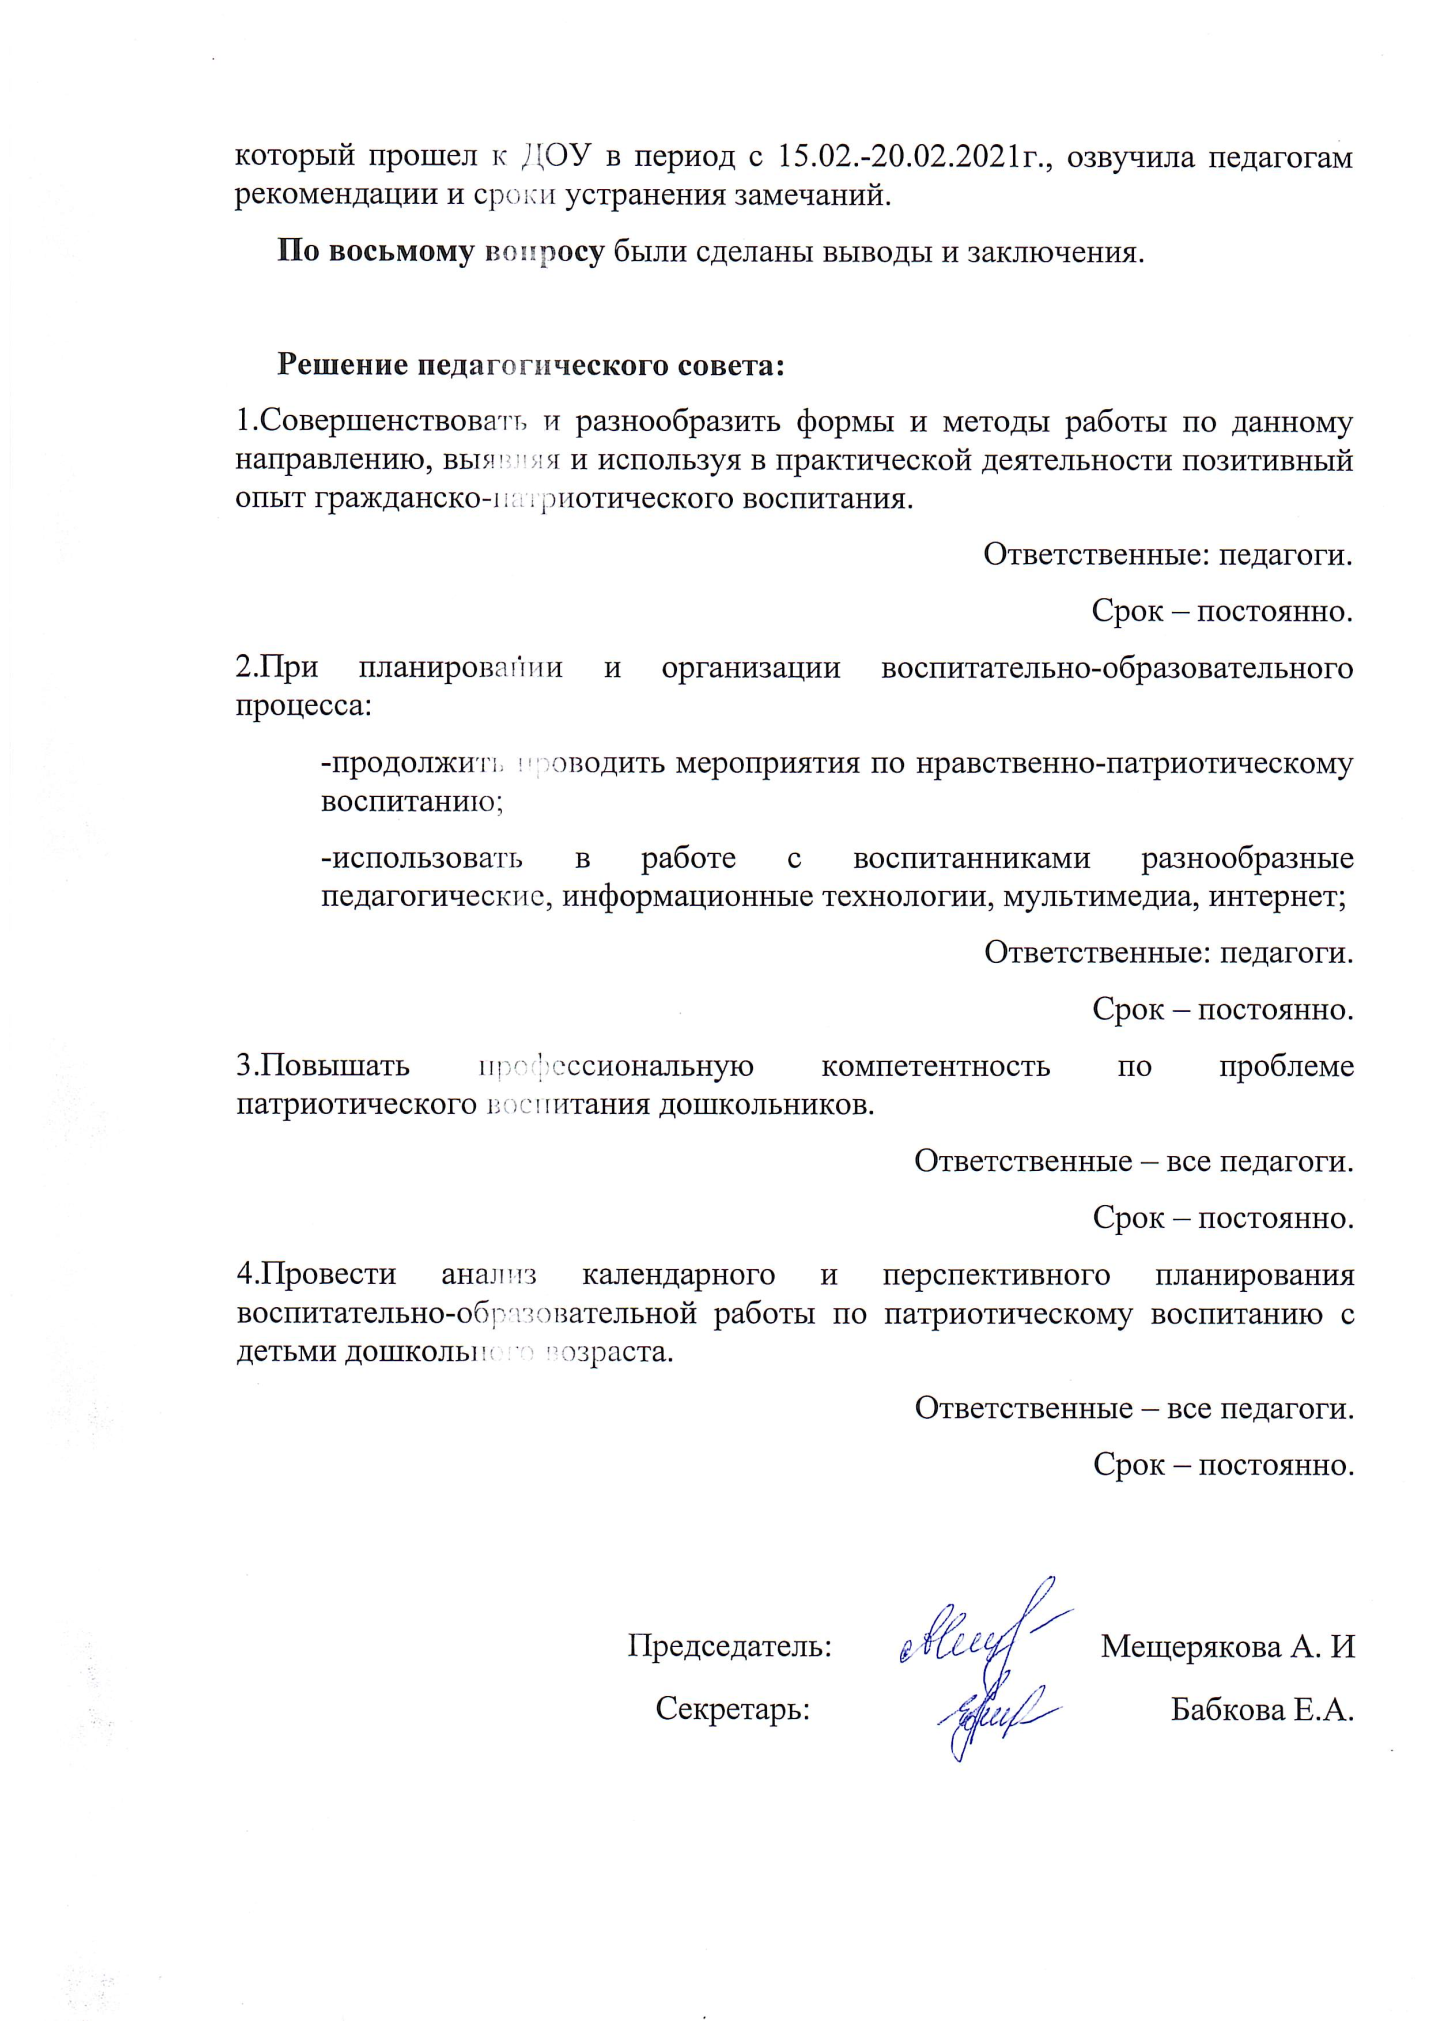 который прошел к ДОУ в период с 15.02.-20.02.2021г., озвучила педагогам
рекомендации и сроки устранения замечаний.
По восьмому вопросу были сделаны выводы и заключения.
Решение педагогического совета:
1.Совершенствовать и разнообразить формы и методы работы по данному
направлению, выявляя и используя в практической деятельности позитивный
опыт гражданско-патриотического воспитания.
Ответственные: педагоги.
Срок – постоянно.
2.При планировании и организации воспитательно-образовательного
процесса:
-продолжить проводить мероприятия по нравственно-патриотическому
воспитанию;
-использовать в работе с воспитанниками разнообразные
педагогические, информационные технологии, мультимедиа, интернет;
Ответственные: педагоги.
Срок – постоянно.
3.Повышать профессиональную компетентность по проблеме
патриотического воспитания дошкольников.
Ответственные – все педагоги.
Срок – постоянно.
4.Провести анализ календарного и перспективного планирования
воспитательно-образовательной работы по патриотическому воспитанию с
детьми дошкольного возраста.
Ответственные – все педагоги.
Срок – постоянно.
Председатель: Мещерякова А. И
Секретарь: Бабкова Е.А.